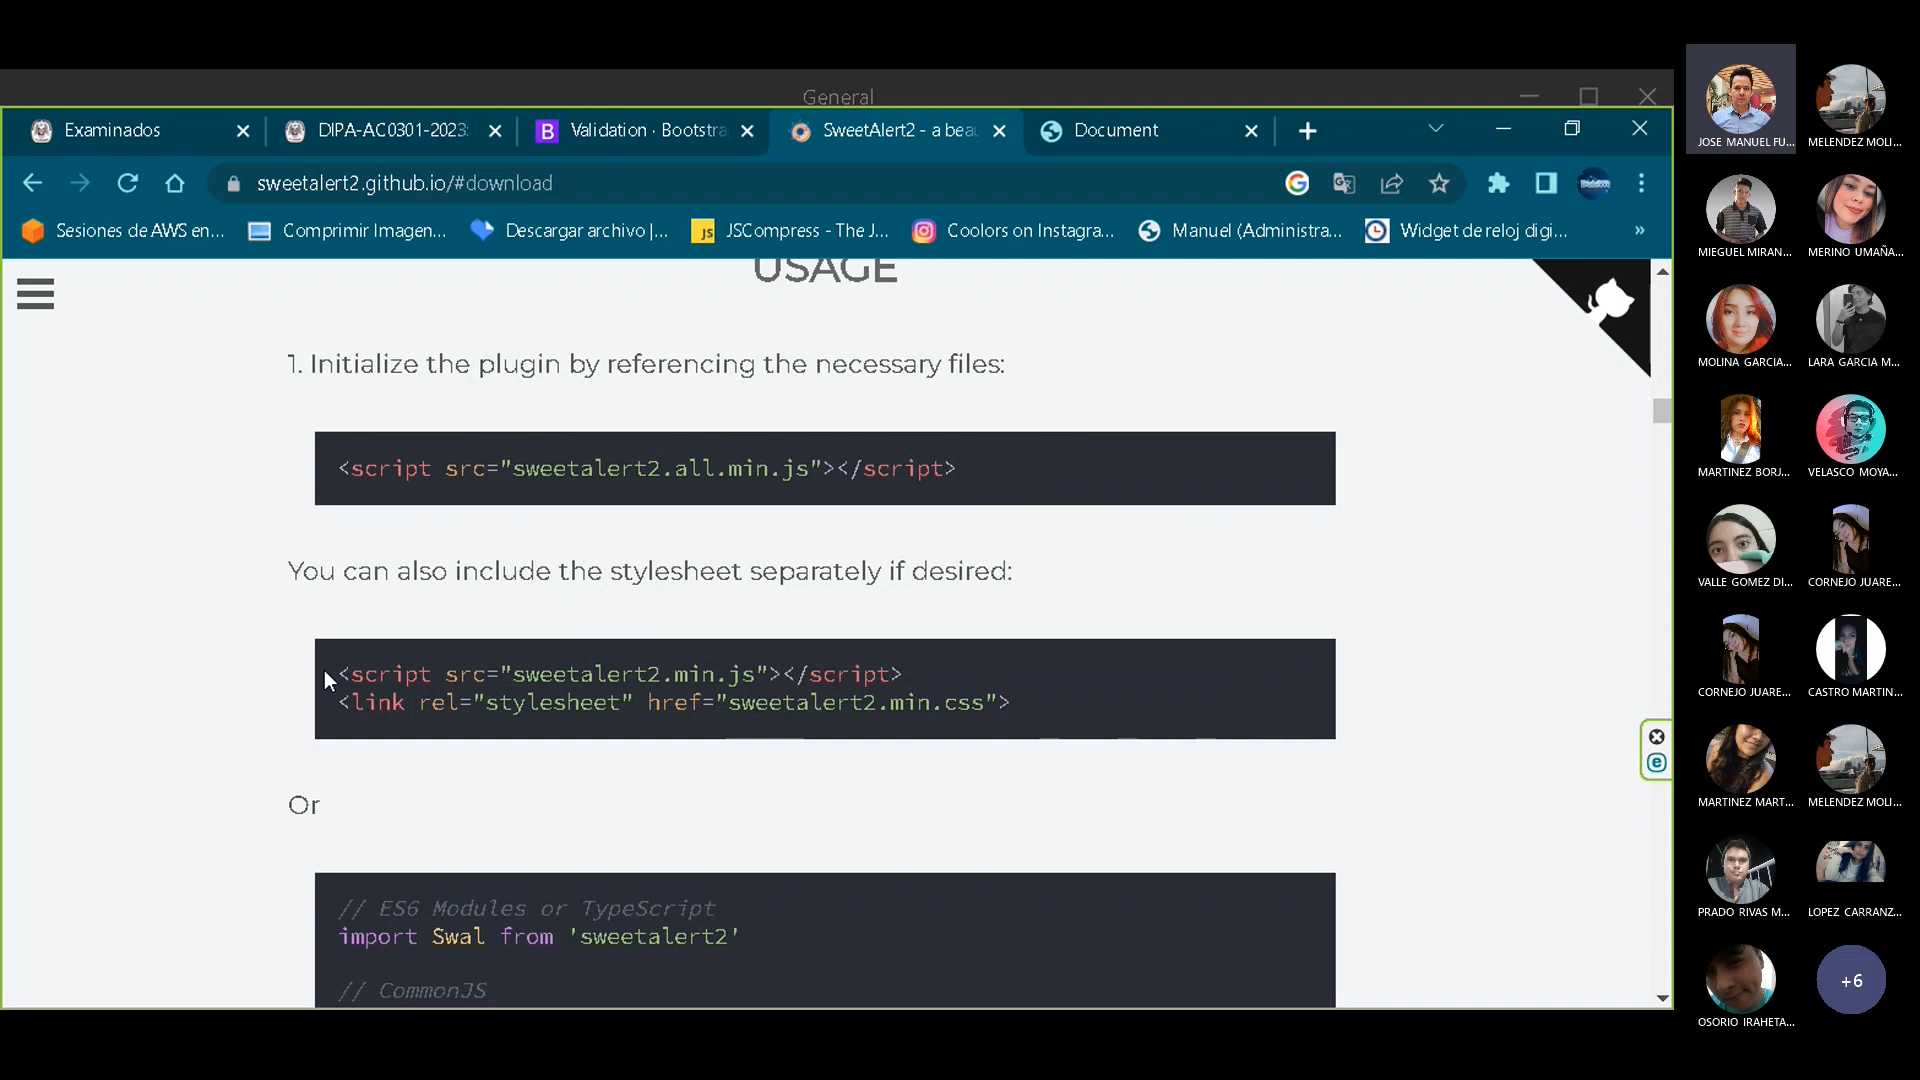 General
Examinados
DIPA-AC0301-2023:
Validation · Bootstra
SweetAlert2 - a beau
Document
sweetalert2.github.io/#download
Sesiones de AWS en...
Comprimir Imagen...
Descargar archivo |...
JSCompress - The J...
Coolors on Instagra...
Manuel (Administra...
Widget de reloj digi...
»
USAGE
1. Initialize the plugin by referencing the necessary files:
<script src="sweetalert2.all.min.js"></script>
You can also include the stylesheet separately if desired:
<script src="sweetalert2.min.js"></script>
<link rel="stylesheet" href="sweetalert2.min.css">
Or
// ES6 Modules or TypeScript
import Swal from 'sweetalert2'
// CommonJS
JOSE MANUEL FU...
MELENDEZ MOLI...
MIEGUEL MIRAN...
MERINO UMAÑA...
MOLINA GARCIA...
LARA GARCIA M...
MARTINEZ BORJ...
VELASCO MOYA...
VALLE GOMEZ DI...
CORNEJO JUARE...
CORNEJO JUARE...
CASTRO MARTIN...
MARTINEZ MART...
MELENDEZ MOLI...
PRADO RIVAS M...
LOPEZ CARRANZ...
OSORIO IRAHETA...
+6